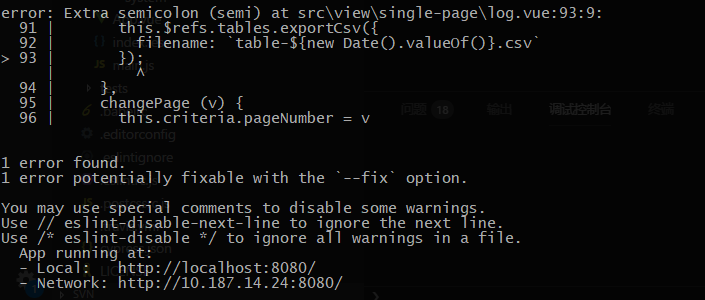 error: Extra semicolon (semi) at src\view\single-page\log.vue:93:9:
  91 |       this.$refs.tables.exportCsv({
  92 |         filename: `table-${new Date().valueOf()}.csv`
> 93 |       });
     |         ^
  94 |     },
  95 |     changePage (v) {
  96 |       this.criteria.pageNumber = v
1 error found.
1 error potentially fixable with the `--fix` option.
You may use special comments to disable some warnings.
Use // eslint-disable-next-line to ignore the next line.
Use /* eslint-disable */ to ignore all warnings in a file.
  App running at:
  - Local:   http://localhost:8080/
  - Network: http://10.187.14.24:8080/
问题 18 输出 调试控制台 终端
.editorconfig
SVN